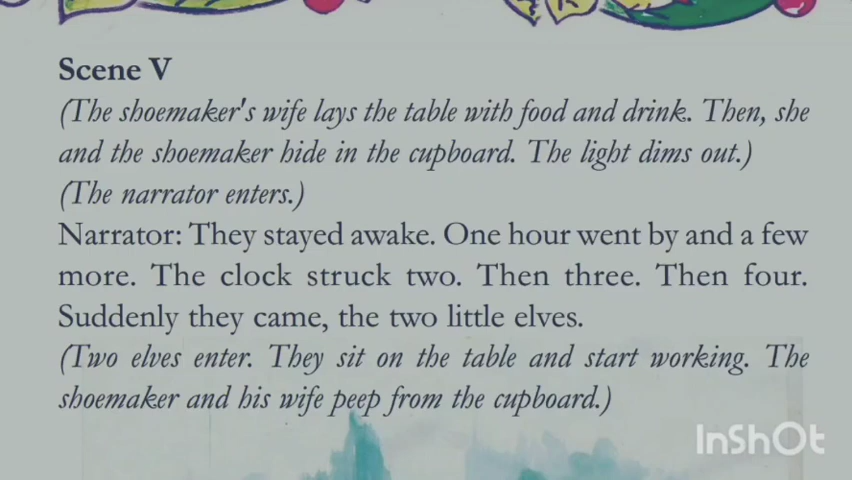 Scene V
(The shoemaker's wife lays the table with food and drink. Then, she
and the shoemaker hide in the cupboard. The light dims out.)
(The narrator enters.)
Narrator: They stayed awake. One hour went by and a few
more. The clock struck two. Then three. Then four.
Suddenly they came, the two little elves.
(Two elves enter. They sit on the table and start working. The
shoemaker and his wife peep from the cupboard.)
InShOt